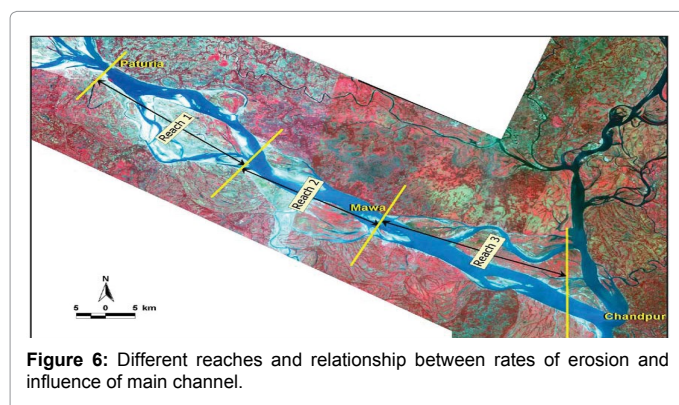 Paturia
Reach 1
Reach 2
Mawa
Reach 3
N
5 0 5 km
Chandpur
Figure 6: Different reaches and relationship between rates of erosion and
influence of main channel.